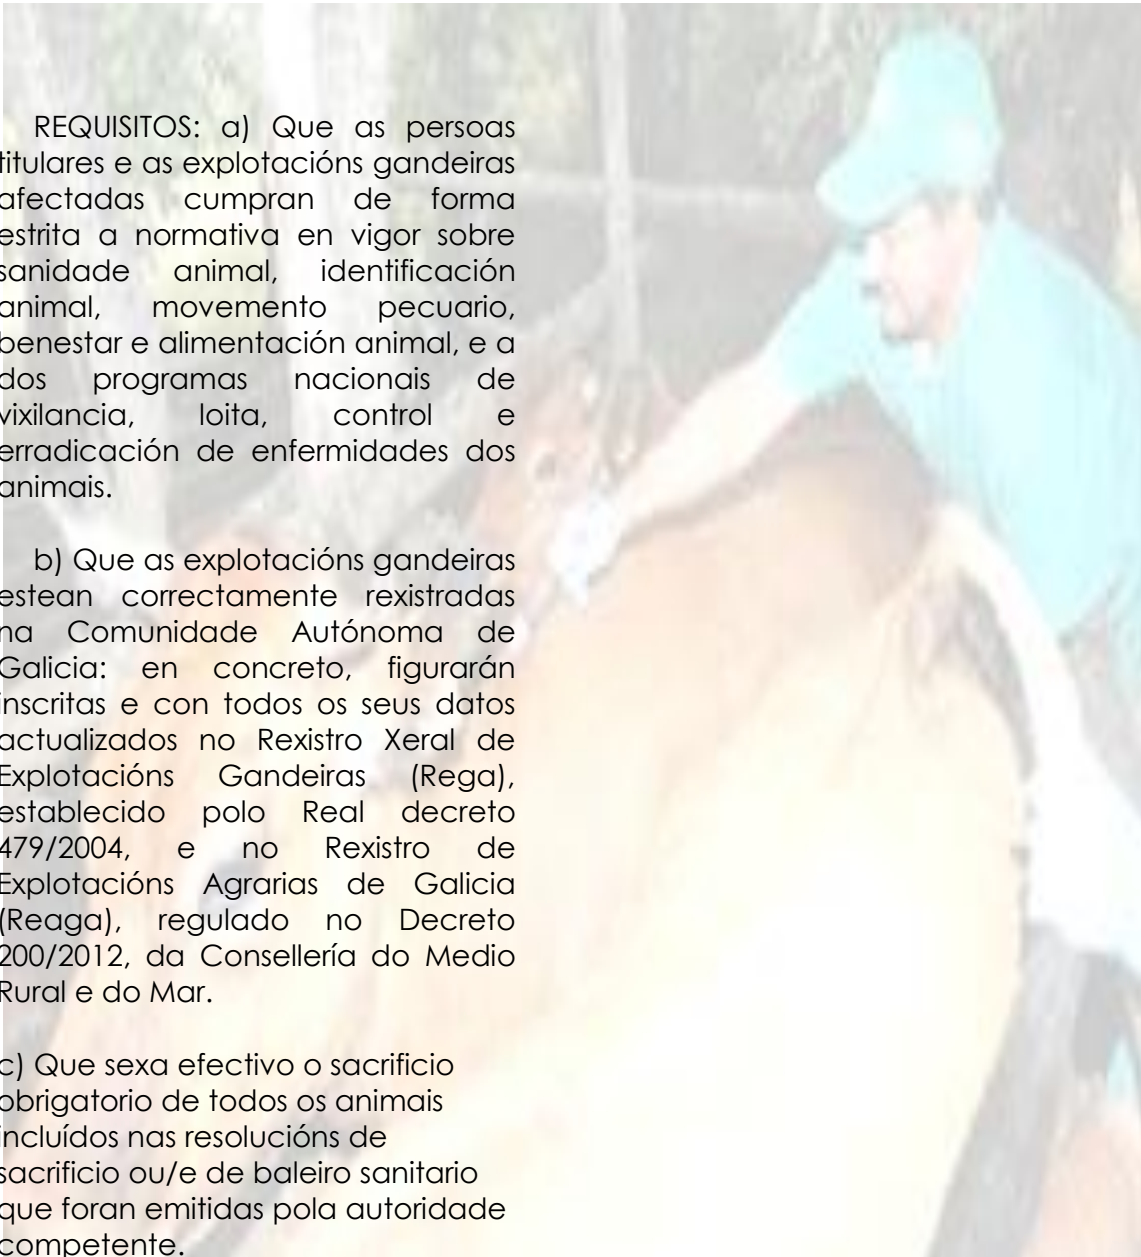 REQUISITOS: a) Que as persoas
titulares e as explotacións gandeiras
afectadas cumpran de forma
estrita a normativa en vigor sobre
sanidade animal, identificación
animal, movemento pecuario,
benestar e alimentación animal, e a
dos programas nacionais de
vixilancia, loita, control e
erradicación de enfermidades dos
animais.
b) Que as explotacións gandeiras
estean correctamente rexistradas
na Comunidade Autónoma de
Galicia: en concreto, figurarán
inscritas e con todos os seus datos
actualizados no Rexistro Xeral de
Explotacións Gandeiras (Rega),
establecido polo Real decreto
479/2004, e no Rexistro de
Explotacións Agrarias de Galicia
(Reaga), regulado no Decreto
200/2012, da Consellería do Medio
Rural e do Mar.
c) Que sexa efectivo o sacrificio
obrigatorio de todos os animais
incluídos nas resolucións de
sacrificio ou/e de baleiro sanitario
que foran emitidas pola autoridade
competente.